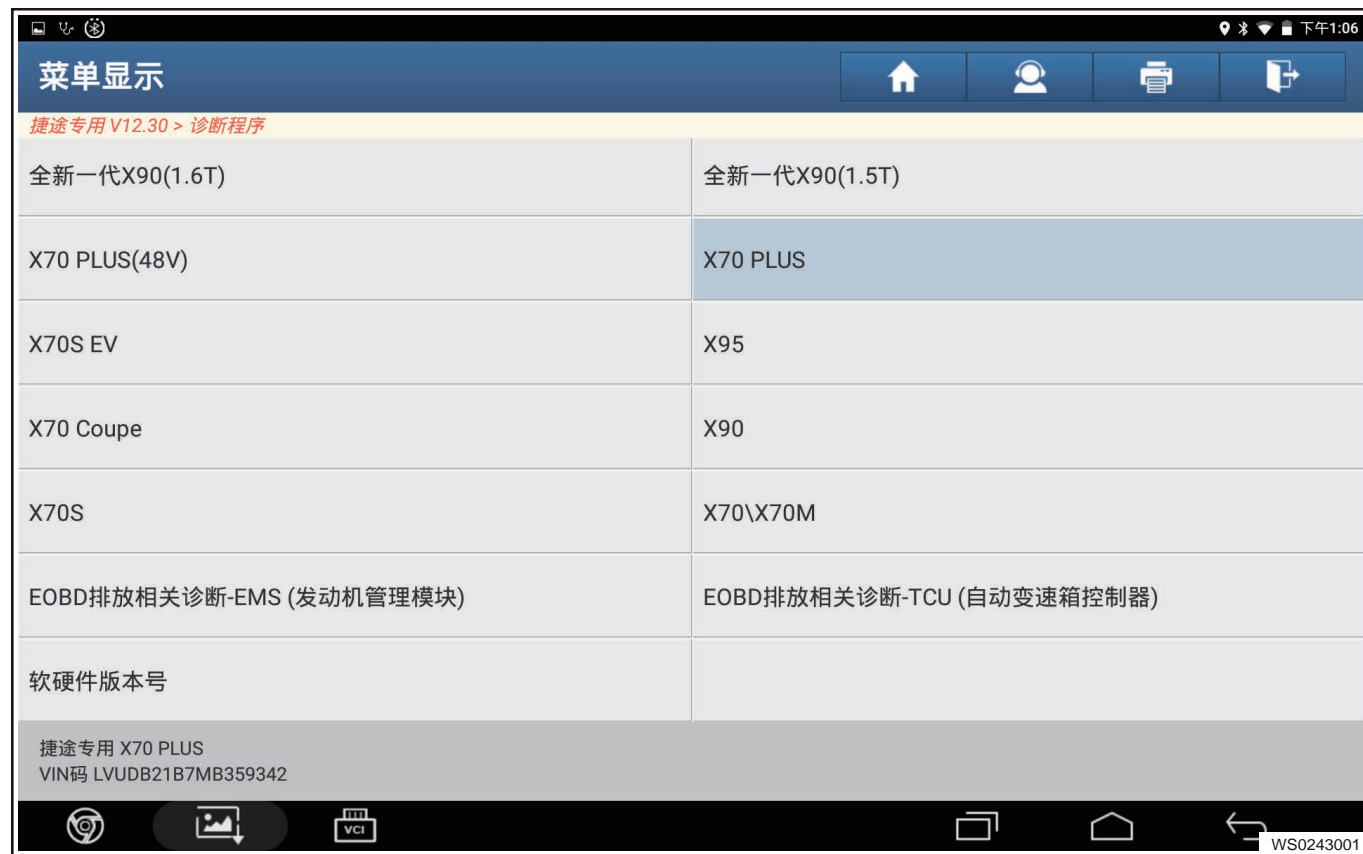 下午1:06
菜单显示
捷途专用 V12.30 > 诊断程序
全新一代X90(1.6T)
全新一代X90(1.5T)
X70 PLUS(48V)
X70 PLUS
X70S EV
X95
X70 Coupe
X90
X70S
X70\X70M
EOBD排放相关诊断-EMS (发动机管理模块)
EOBD排放相关诊断-TCU (自动变速箱控制器)
软硬件版本号
捷途专用 X70 PLUS
VIN码 LVUDB21B7MB359342
VCI
WS0243001